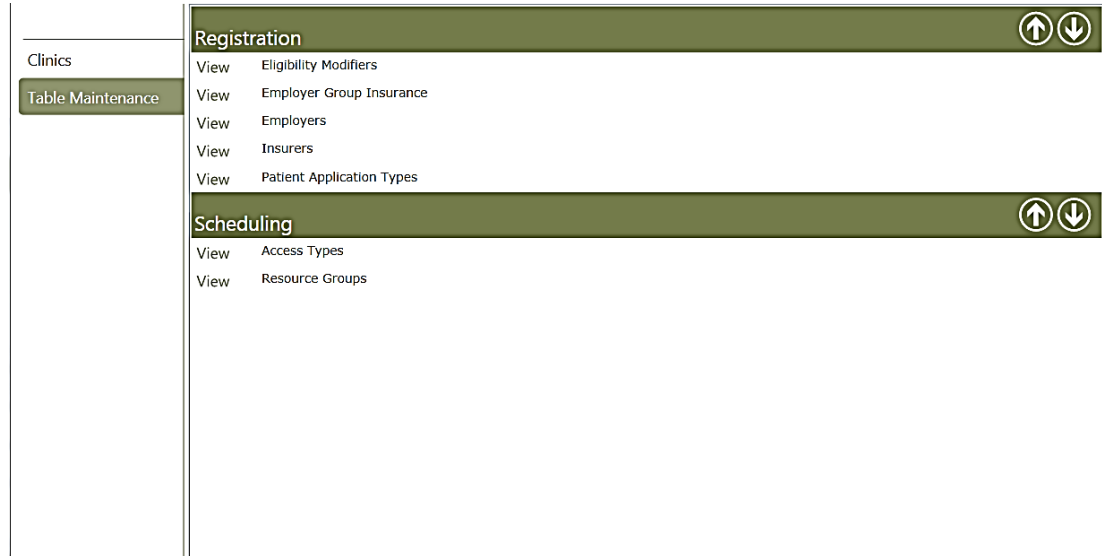 Clinics
Table Maintenance
Registration
View Eligibility Modifiers
View Employer Group Insurance
View Employers
View Insurers
View Patient Application Types
Scheduling
View Access Types
View Resource Groups